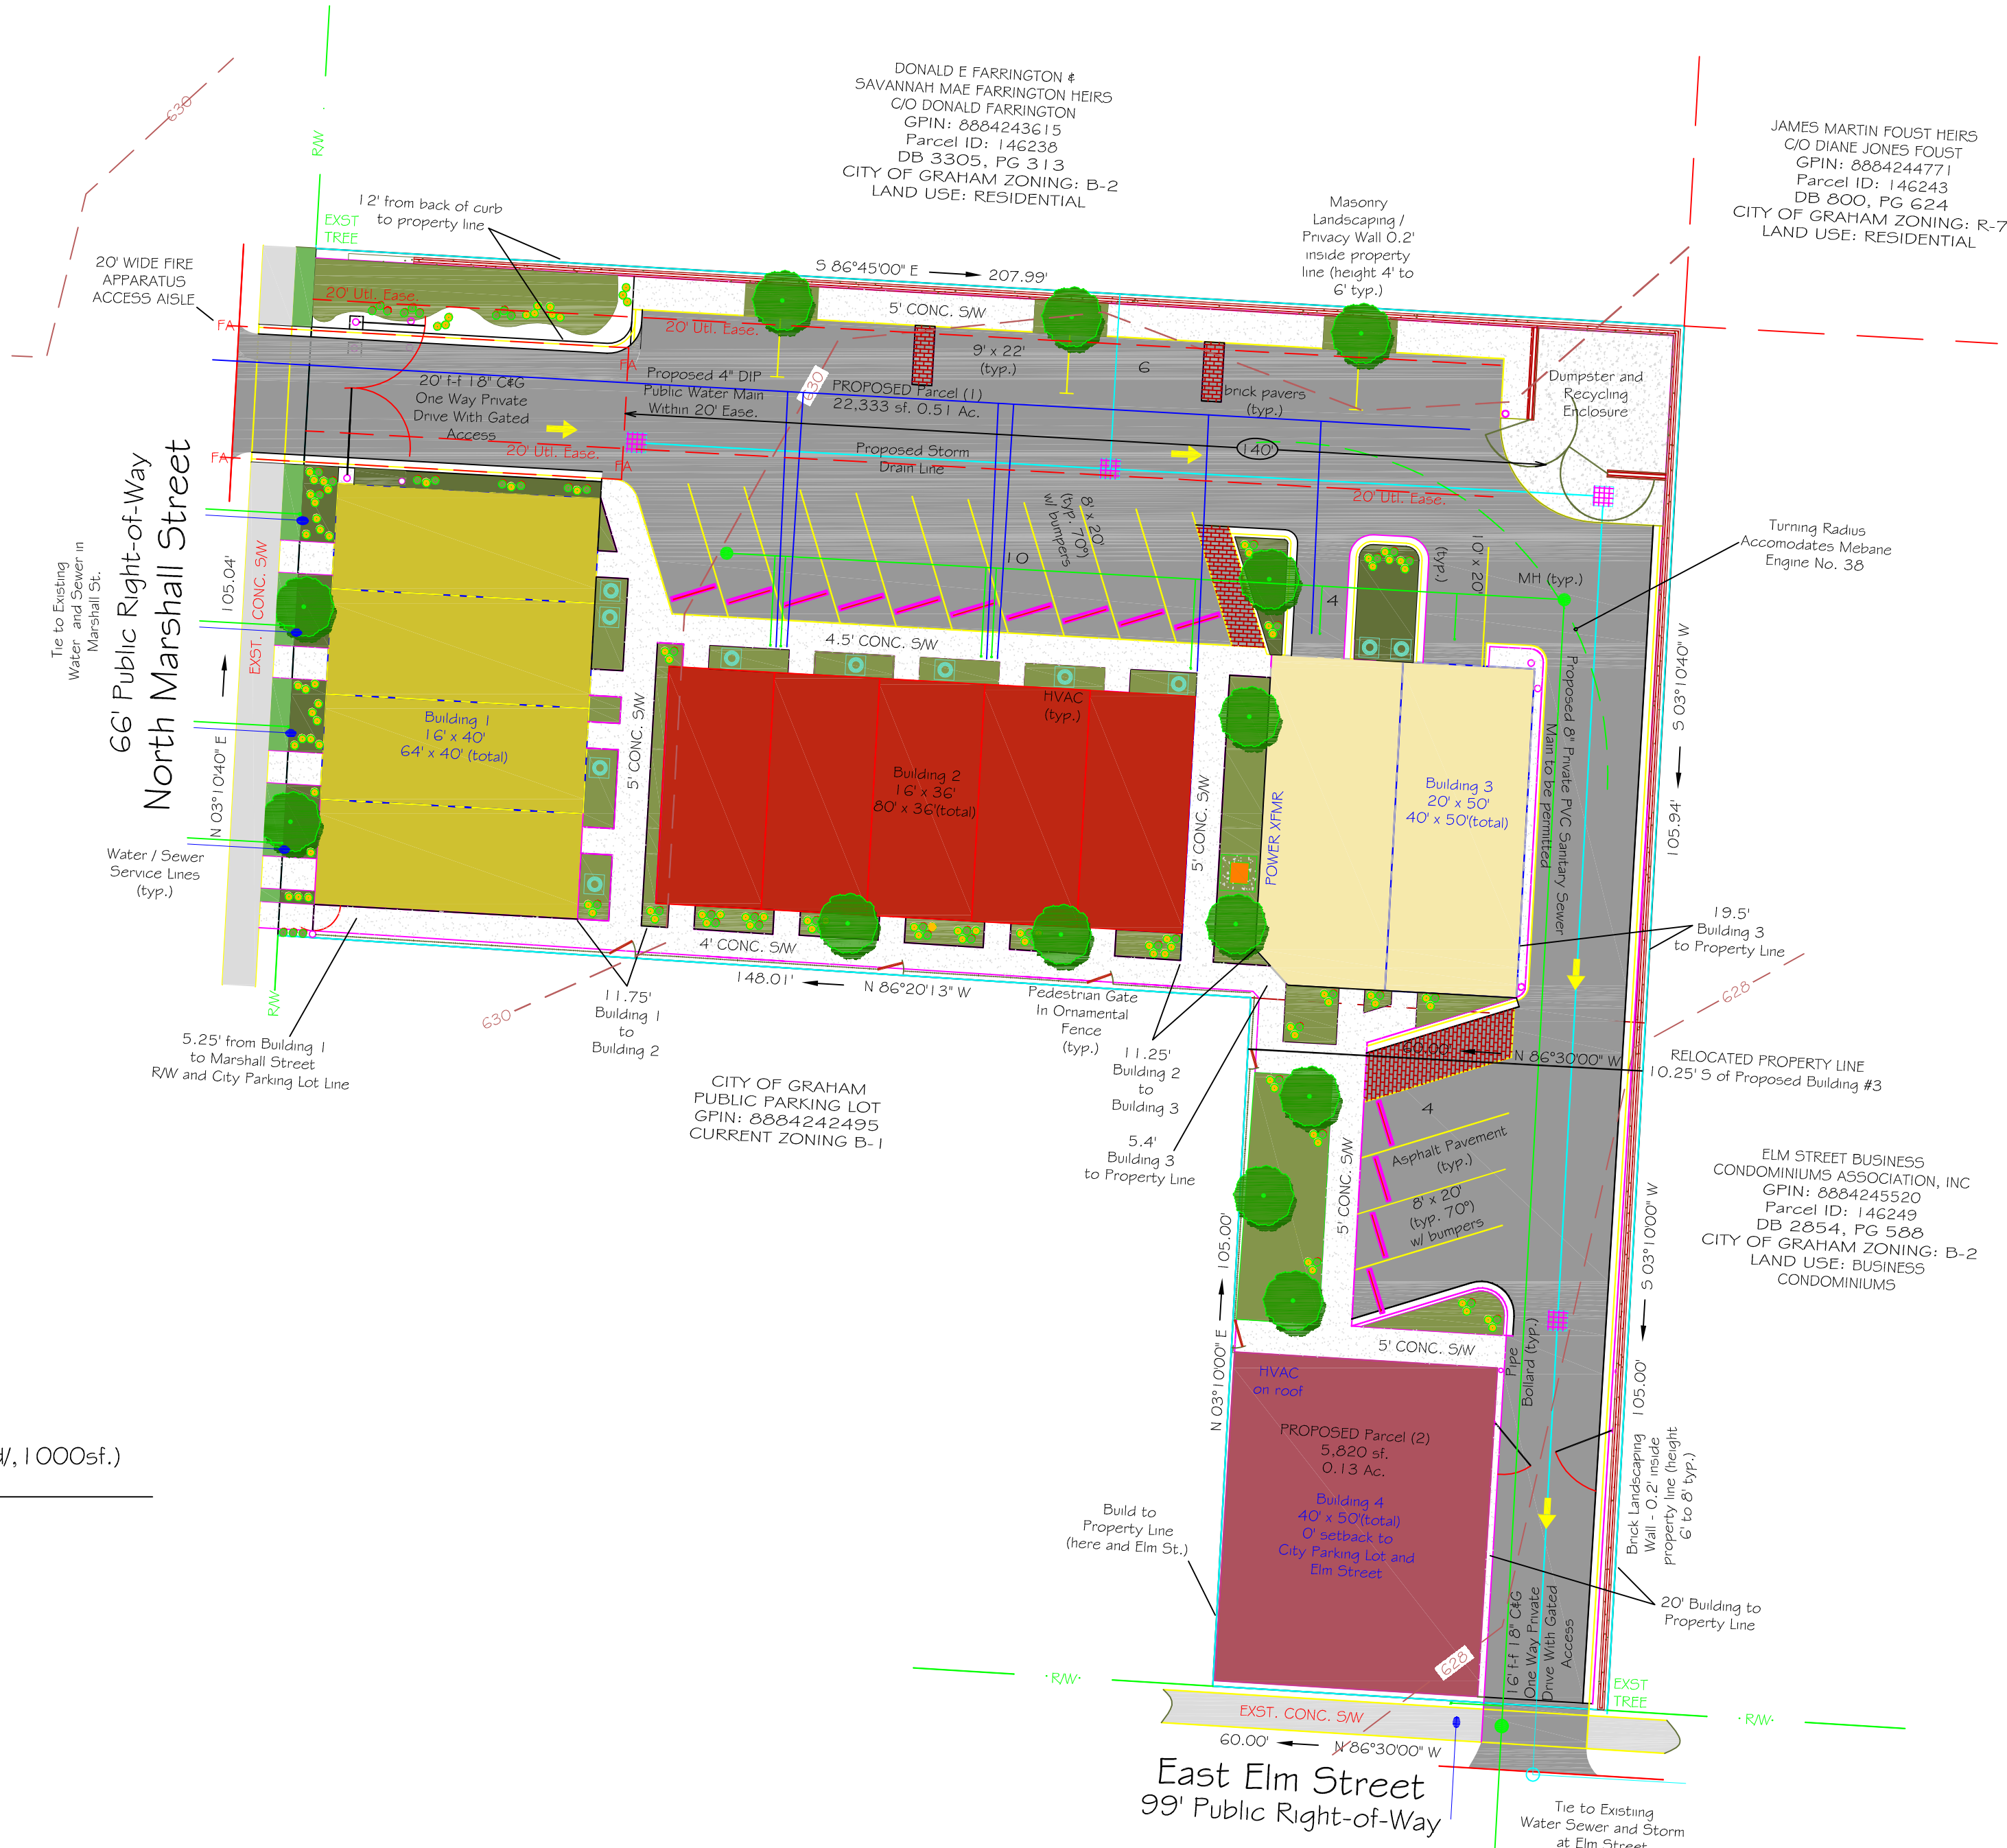 DONALD E FARRINGTON &
SAVANNAH MAE FARRINGTON HEIRS
C/O DONALD FARRINGTON
GPIN: 8884243615
Parcel ID: 146238
DB 3305, PG 313
CITY OF GRAHAM ZONING: B-2
LAND USE: RESIDENTIAL
JAMES MARTIN FOUST HEIRS
C/O DIANE JONES FOUST
GPIN: 8884244771
Parcel ID: 146243
DB 800, PG 624
CITY OF GRAHAM ZONING: R-7
LAND USE: RESIDENTIAL
630
R/W
12' from back of curb
to property line
EXST
TREE
Masonry
Landscaping /
Privacy Wall 0.2'
inside property
line (height 4' to
6' typ.)
20' WIDE FIRE
APPARATUS
ACCESS AISLE
S 86°45'00" E
207.99'
20' Utl. Ease.
5' CONC. S/W
20' Utl. Ease.
FA
FA
9' x 22'
(typ.)
6
20' f-f 18" C&G
One Way Private
Drive With Gated
Access
Proposed 4" DIP
Public Water Main
Within 20' Ease.
630
PROPOSED Parcel (1)
22,333 sf. 0.51 Ac.
brick pavers
(typ.)
Dumpster and
Recycling
Enclosure
FA
20' Utl. Ease.
FA
Proposed Storm
Drain Line
140'
20' Utl. Ease.
8' x 20'
(typ. 70°)
w/ bumpers
10
10' x 20'
(typ.)
4
MH (typ.)
Turning Radius
Accomodates Mebane
Engine No. 38
66' Public Right-of-Way
North Marshall Street
Tie to Existing
Water and Sewer in
Marshall St.
N 03°10'40" E
105.04'
EXST. CONC. S/W
4.5' CONC. S/W
HVAC
(typ.)
Building 1
16' x 40'
64' x 40' (total)
5' CONC. S/W
Building 2
16' x 36'
80' x 36'(total)
5' CONC. S/W
POWER XFMR
Building 3
20' x 50'
40' x 50'(total)
Proposed 8" Private PVC Sanitary Sewer
Main to be permitted
S 03°10'40" W
105.94'
Water / Sewer
Service Lines
(typ.)
4' CONC. S/W
148.01'
N 86°20'13" W
19.5'
Building 3
to Property Line
628
630
R/W
11.75'
Building 1
to
Building 2
Pedestrian Gate
In Ornamental
Fence
(typ.)
5.25' from Building 1
to Marshall Street
R/W and City Parking Lot Line
11.25'
Building 2
to
Building 3
60.00'
N 86°30'00" W
RELOCATED PROPERTY LINE
10.25' S of Proposed Building #3
CITY OF GRAHAM
PUBLIC PARKING LOT
GPIN: 8884242495
CURRENT ZONING B-1
5.4'
Building 3
to Property Line
4
Asphalt Pavement
(typ.)
8' x 20'
(typ. 70°)
w/ bumpers
5' CONC. S/W
ELM STREET BUSINESS
CONDOMINIUMS ASSOCIATION, INC
GPIN: 8884245520
Parcel ID: 146249
DB 2854, PG 588
CITY OF GRAHAM ZONING: B-2
LAND USE: BUSINESS
CONDOMINIUMS
N 03°10'00" E
105.00'
S 03°10'00" W
105.00'
5' CONC. S/W
Pipe
Bollard (typ.)
HVAC
on roof
PROPOSED Parcel (2)
5,820 sf.
0.13 Ac.
Building 4
40' x 50'(total)
0' setback to
City Parking Lot and
Elm Street
Brick Landscaping
Wall - 0.2' inside
property line (height
6' to 8' typ.)
,1000sf.)
Build to
Property Line
(here and Elm St.)
20' Building to
Property Line
16' f-f 18" C&G
One Way Private
Drive With Gated
Access
628
R/W
EXST
TREE
R/W
EXST. CONC. S/W
60.00'
N 86°30'00" W
East Elm Street
99' Public Right-of-Way
Tie to Existiing
Water Sewer and Storm
at Elm Street